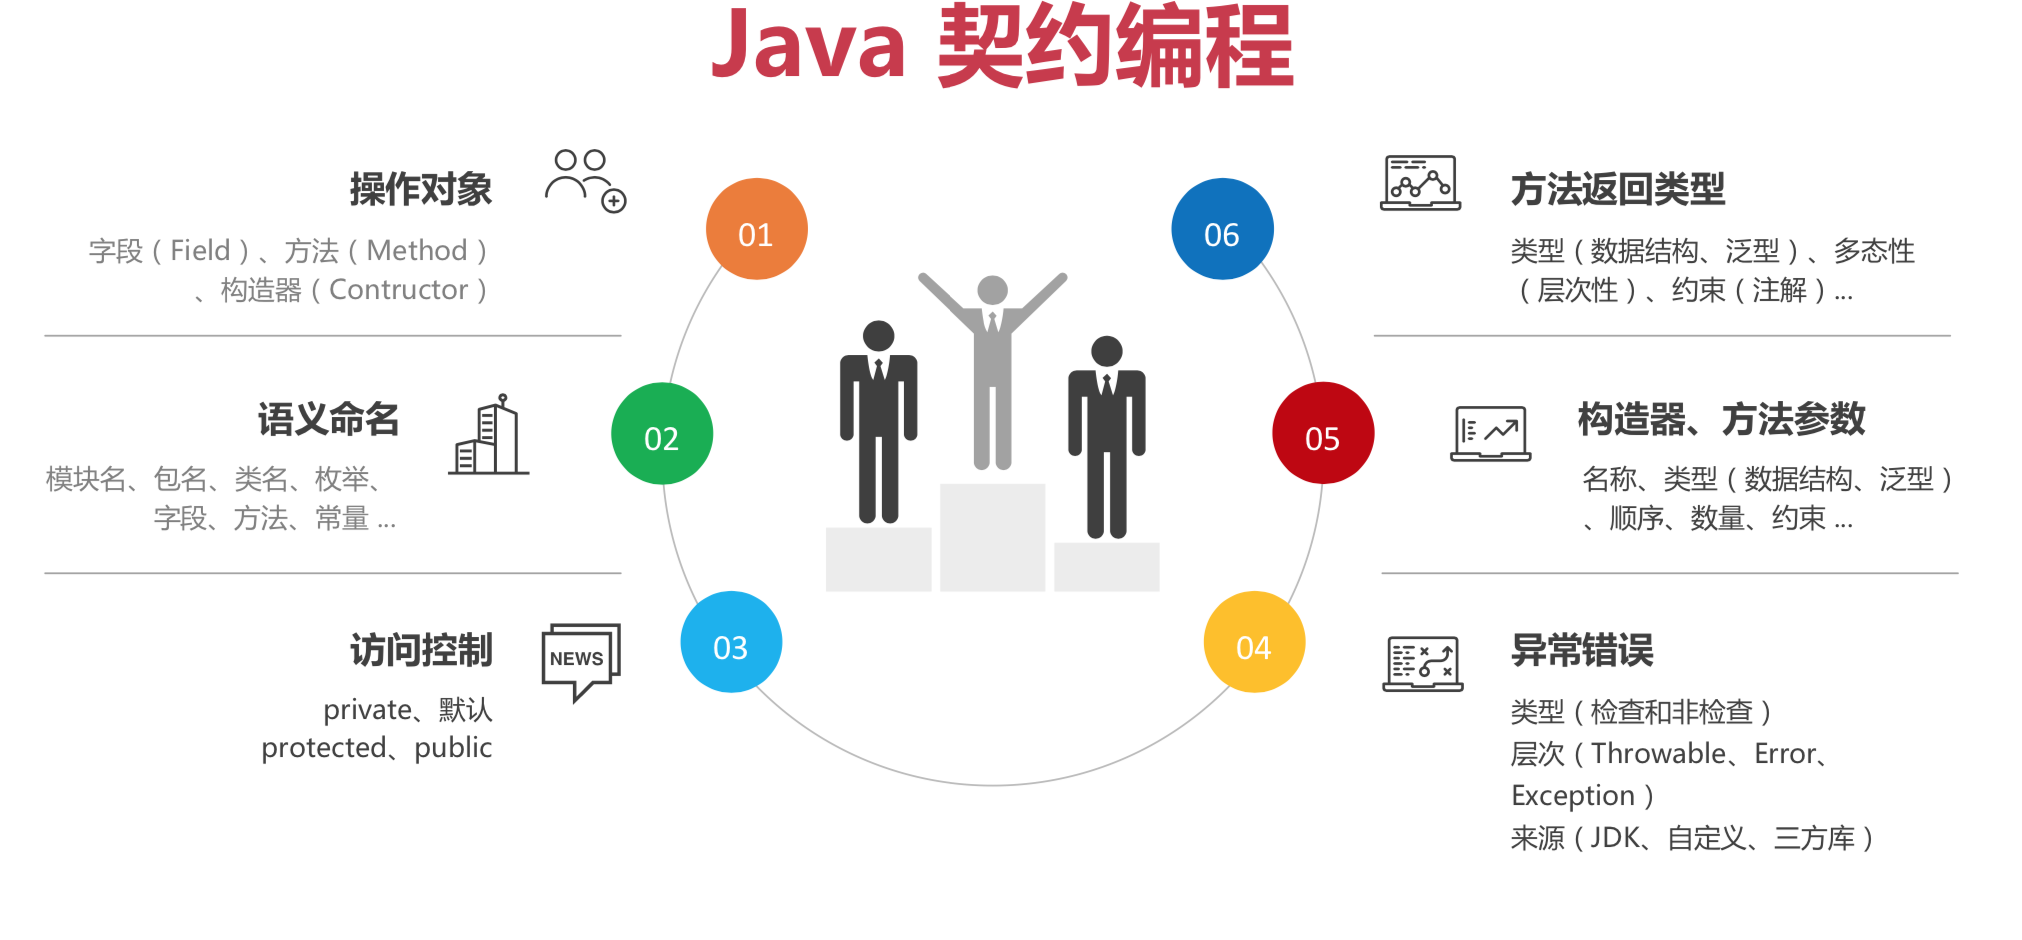 Java 契约编程
操作对象
字段（Field）、方法（Method）
、构造器（Contructor）
01
语义命名
模块名、包名、类名、枚举、
字段、方法、常量 ...
02
访问控制
private、默认
protected、public
NEWS
03
06
方法返回类型
类型（数据结构、泛型）、多态性
（层次性）、约束（注解）...
05
构造器、方法参数
名称、类型（数据结构、泛型）
、顺序、数量、约束 ...
04
异常错误
类型（检查和非检查）
层次（Throwable、Error、
Exception）
来源（JDK、自定义、三方库）